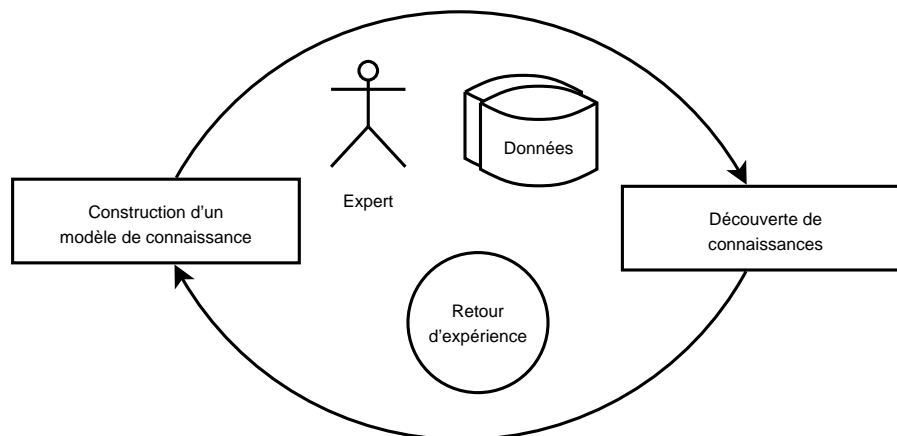 Données
Expert
Construction d'un
modèle de connaissance
Découverte de
connaissances
Retour
d'expérience